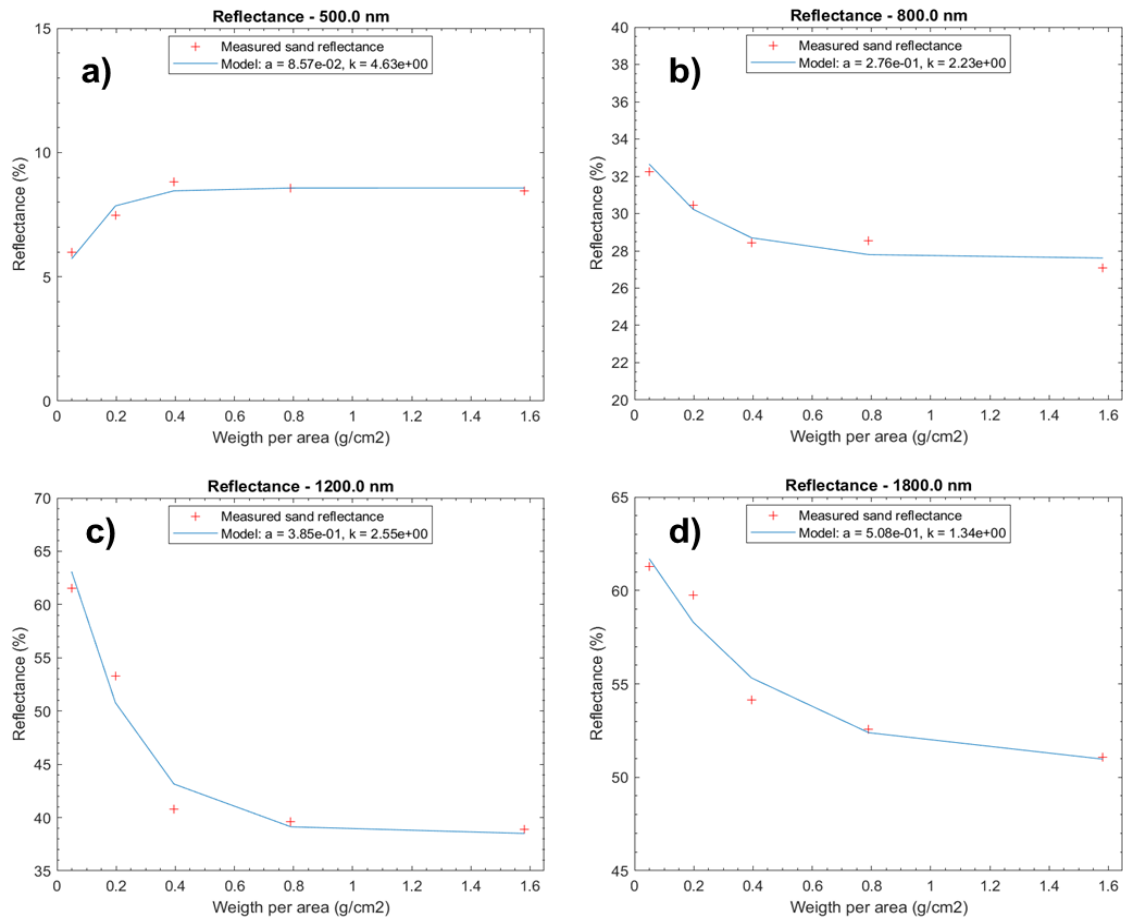 Reflectance - 500.0 nm
a)
Measured sand reflectance
Model: a = 8.57e-02, k = 4.63e+00
15
10
5
0
Reflectance (%)
0 0.2 0.4 0.6 0.8 1 1.2 1.4 1.6
Weigth per area (g/cm2)
Reflectance - 800.0 nm
b)
Measured sand reflectance
Model: a = 2.76e-01, k = 2.23e+00
40
38
36
34
32
30
28
26
24
22
20
Reflectance (%)
0 0.2 0.4 0.6 0.8 1 1.2 1.4 1.6
Weigth per area (g/cm2)
Reflectance - 1200.0 nm
c)
Measured sand reflectance
Model: a = 3.85e-01, k = 2.55e+00
70
65
60
55
50
45
40
35
Reflectance (%)
0 0.2 0.4 0.6 0.8 1 1.2 1.4 1.6
Weigth per area (g/cm2)
Reflectance - 1800.0 nm
d)
Measured sand reflectance
Model: a = 5.08e-01, k = 1.34e+00
65
60
55
50
45
Reflectance (%)
0 0.2 0.4 0.6 0.8 1 1.2 1.4 1.6
Weigth per area (g/cm2)